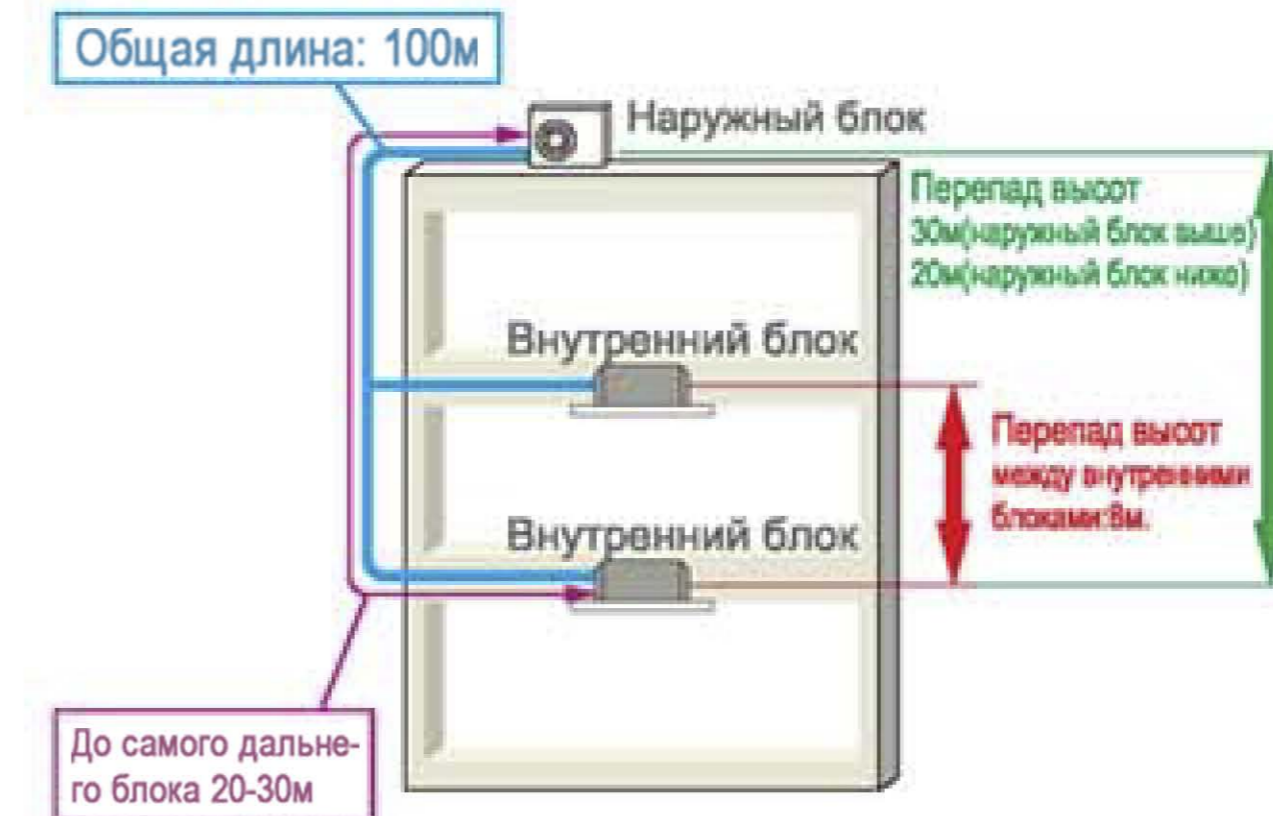 Общая длина: 100м
Наружный блок
Перепад высот
30м(наружный блок выше)
20м(наружный блок ниже)
Внутренний блок
Перепад высот
между внутренними
блоками:8м.
Внутренний блок
До самого дальне-
го блока 20-30м